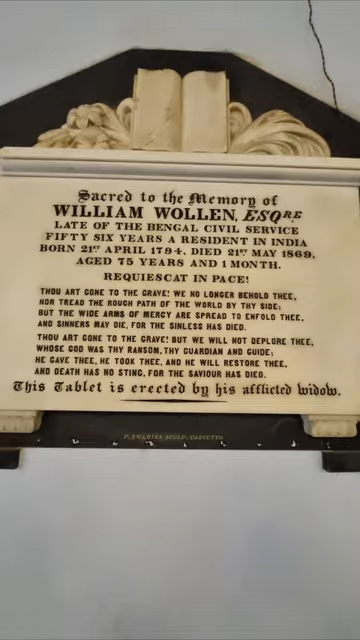 Sacred to the Memory of
WILLIAM WOLLEN, ESQRE
LATE OF THE BENGAL CIVIL SERVICE
FIFTY SIX YEARS A RESIDENT IN INDIA
BORN 21ST APRIL 1794, DIED 21ST MAY 1869,
AGED 75 YEARS AND 1 MONTH.
REQUIESCAT IN PACE!
THOU ART GONE TO THE GRAVE! WE NO LONGER BEHOLD THEE,
NOR TREAD THE ROUGH PATH OF THE WORLD BY THY SIDE;
BUT THE WIDE ARMS OF MERCY ARE SPREAD TO ENFOLD THEE,
AND SINNERS MAY DIE, FOR THE SINLESS HAS DIED.
THOU ART GONE TO THE GRAVE! BUT WE WILL NOT DEPLORE THEE,
WHOSE GOD WAS THY RANSOM, THY GUARDIAN AND GUIDE;
HE GAVE THEE, HE TOOK THEE, AND HE WILL RESTORE THEE,
AND DEATH HAS NO STING, FOR THE SAVIOUR HAS DIED.
This Tablet is erected by his afflicted widow.
SCULP: CALCUTTA